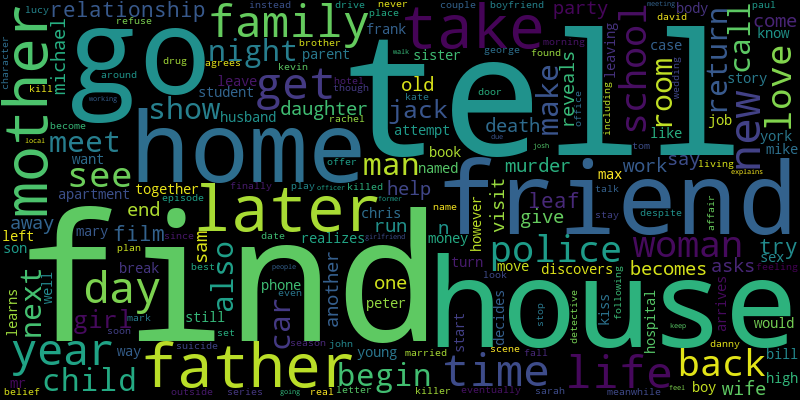 lucy
relationship
refuse
brother
agrees
drug
around
character
kill
michael
mother
go
family
night
parent
kevin
hotel
though
student
husband
get
show
meet
want
see
apartment
mary
away
left
son
plan
end
film
since
break
well
learns
next
girl
mark
soon
way
day
year
child
mr
belief
suicide
outside
series
going
father
real
letter
killer
begin
young
married
eventually
john
season
people
even
phone
date
best
set
still
another
realizes
girlfriend
car
also
sam
later
together
episode
play
officer
killed
former
chris
run
money
peter
one
home
daughter
old
jack
attempt
book
named
man
help
frank
sister
george
kate
rachel
offer
instead
drive
place
walk
never
couple
boyfriend
morning
take
party
tell
death
door
due
josh
murder
visit
leaf
give
however
name
n
friend
find
house
police
woman
turn
move
discovers
look
becomes
asks
start
decides
scene
fall
time
sarah
meanwhile
stop
detective
kiss
following
hospital
life
keep
feel
back
boy
wife
danny
arrives
feeling
try
sex
would
bill
high
affair
despite
talk
stay
max
work
say
living
explains
tom
like
job
york
mike
new
story
student
room
school
make
reveals
found
office
including
leaving
leave
wedding
meeting
david
paul
case
body
return
call
come
know
love
working
become
local